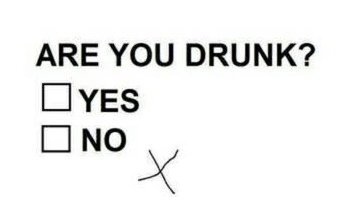 ARE YOU DRUNK?
☐ YES
☐ NO
X